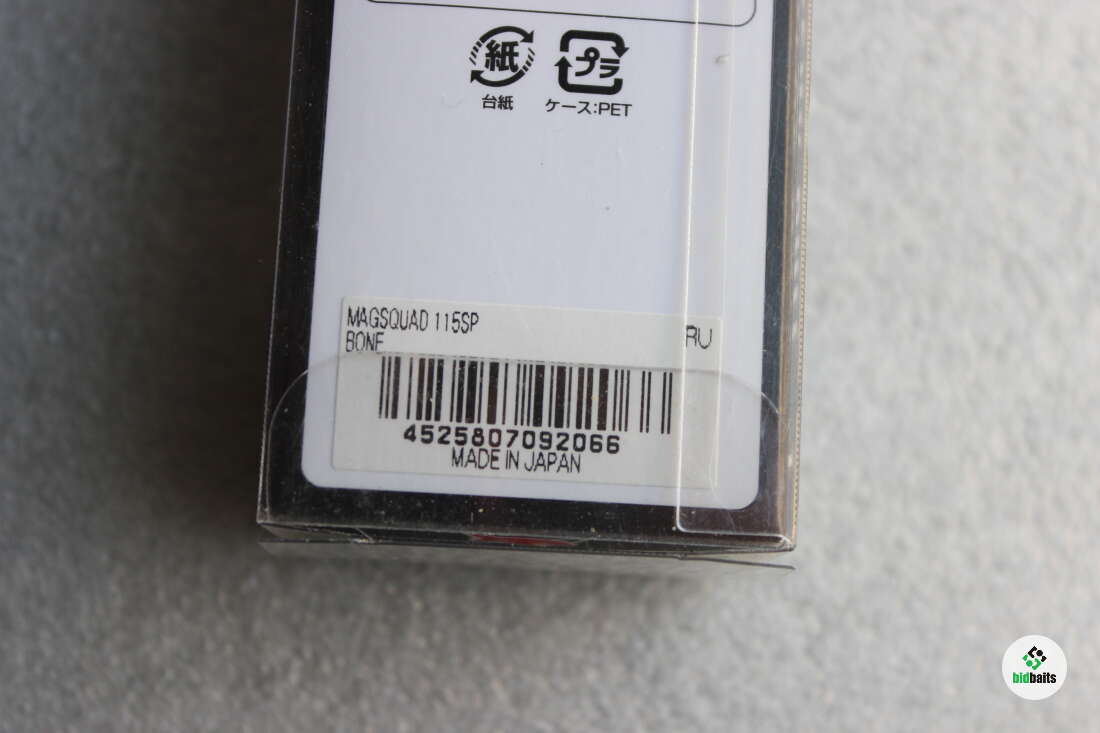 紙 プラ
台紙 ケース:PET
MAGSQUAD 115SP
BONE RU
4525807092066
MADE IN JAPAN
bidbaits